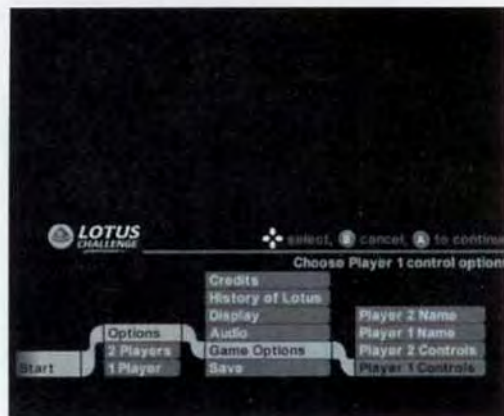 LOTUS
CHALLENGE
select, B cancel, A to continue
Choose Player 1 control options
Credits
History of Lotus
Display
Audio
Game Options
Save
Options
2 Players
1 Player
Start
Player 2 Name
Player 1 Name
Player 2 Controls
Player 1 Controls